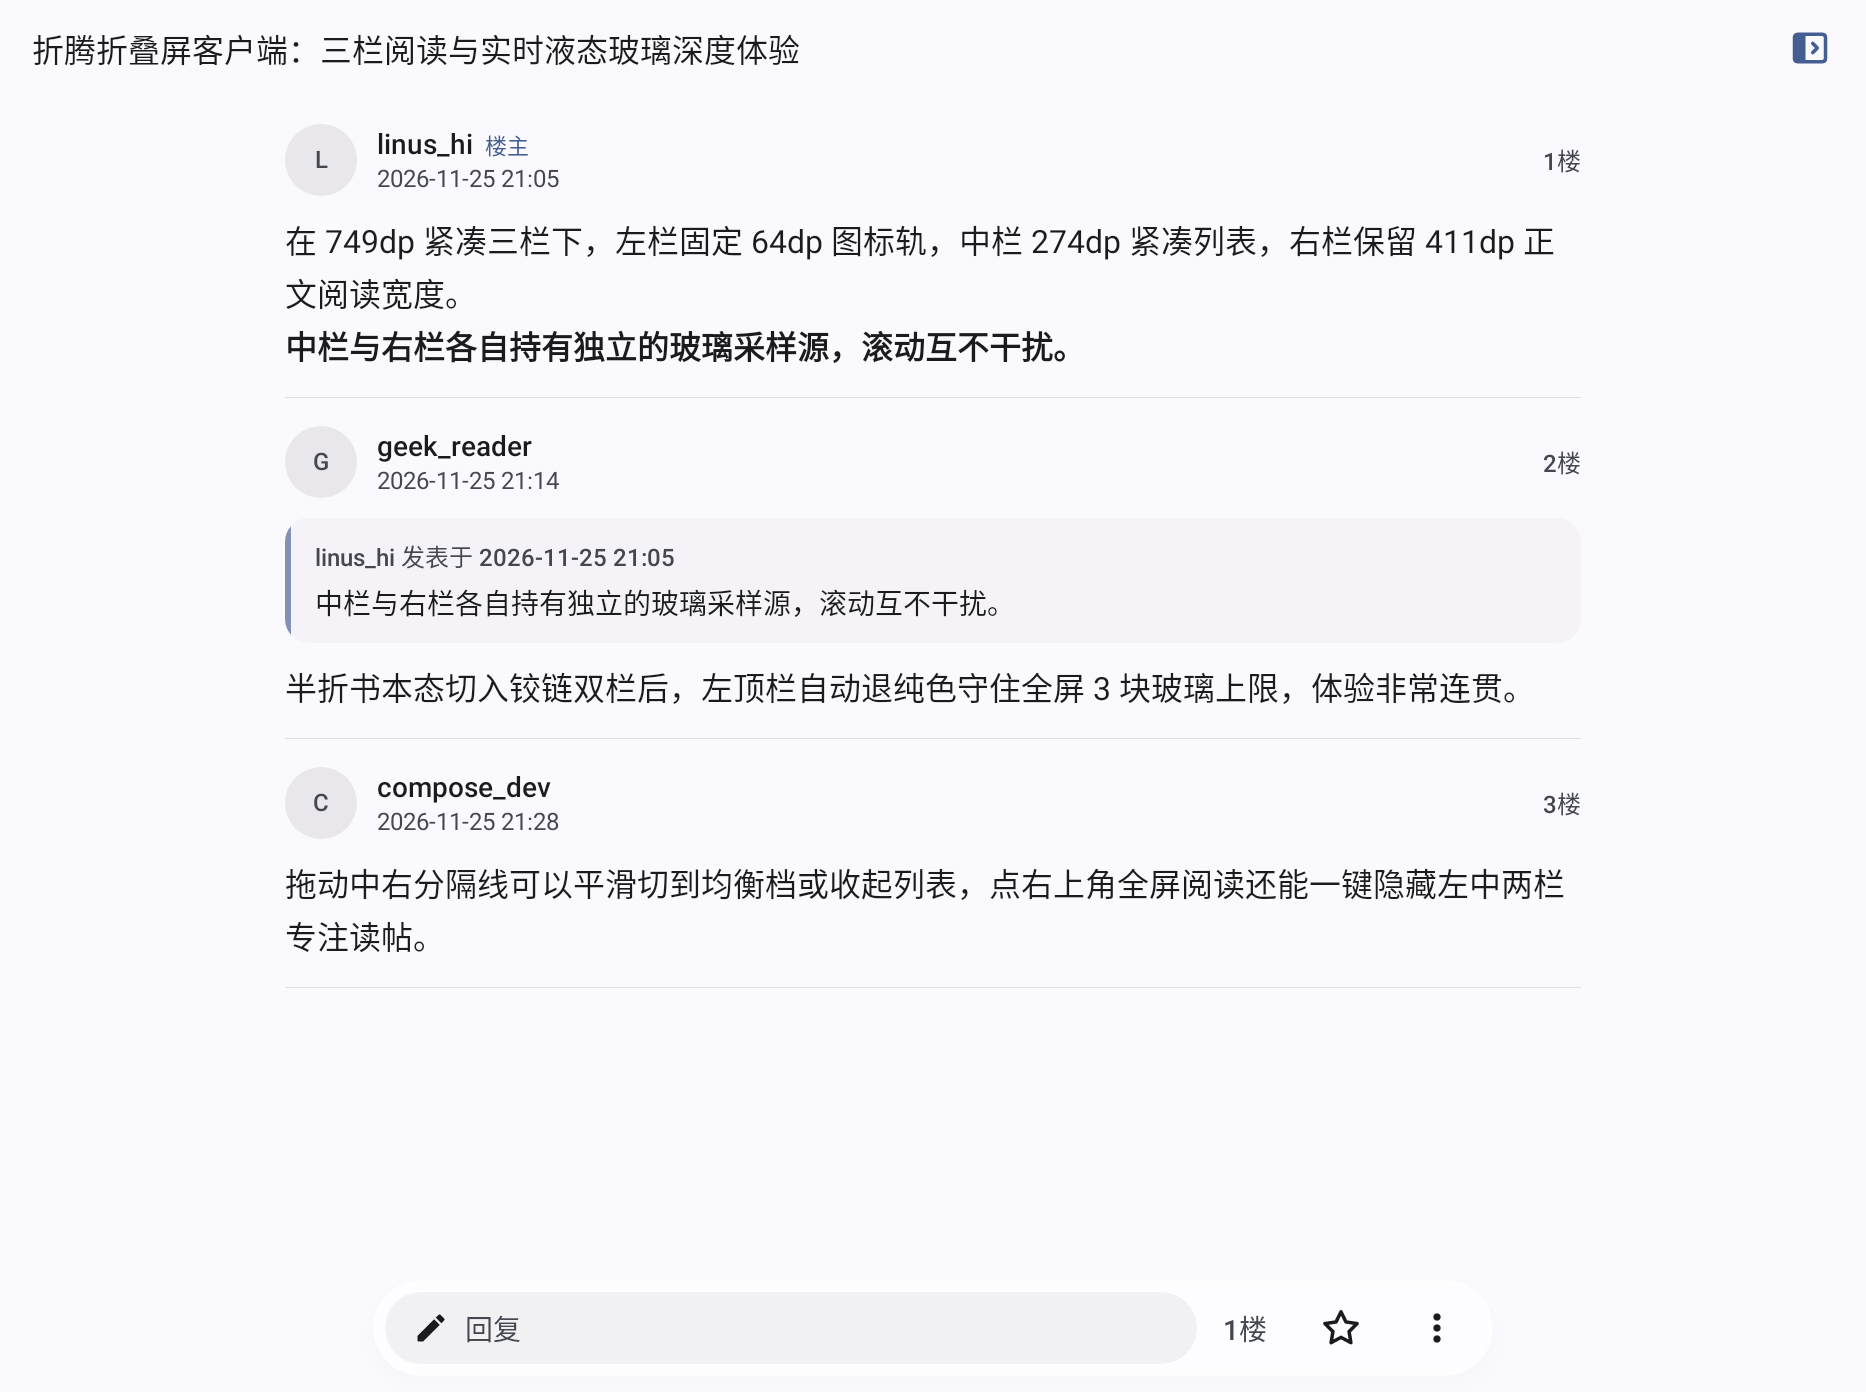 折腾折叠屏客户端：三栏阅读与实时液态玻璃深度体验
L
linus_hi 楼主
2026-11-25 21:05
1楼
在 749dp 紧凑三栏下，左栏固定 64dp 图标轨，中栏 274dp 紧凑列表，右栏保留 411dp 正
文阅读宽度。
中栏与右栏各自持有独立的玻璃采样源，滚动互不干扰。
G
geek_reader
2026-11-25 21:14
2楼
linus_hi 发表于 2026-11-25 21:05
中栏与右栏各自持有独立的玻璃采样源，滚动互不干扰。
半折书本态切入铰链双栏后，左顶栏自动退纯色守住全屏 3 块玻璃上限，体验非常连贯。
C
compose_dev
2026-11-25 21:28
3楼
拖动中右分隔线可以平滑切到均衡档或收起列表，点右上角全屏阅读还能一键隐藏左中两栏
专注读帖。
回复
1楼